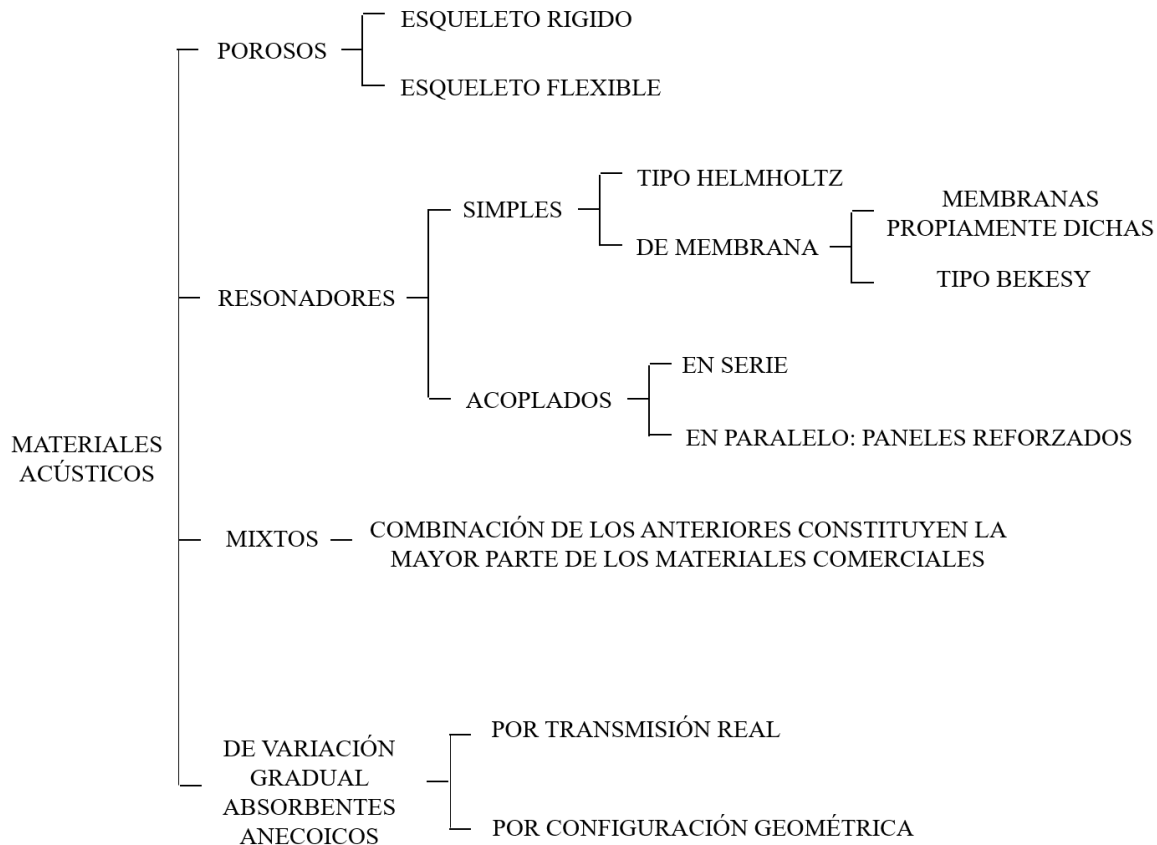 MATERIALES
ACÚSTICOS
POROSOS
ESQUELETO RIGIDO
ESQUELETO FLEXIBLE
RESONADORES
SIMPLES
TIPO HELMHOLTZ
DE MEMBRANA
MEMBRANAS
PROPIAMENTE DICHAS
TIPO BEKESY
ACOPLADOS
EN SERIE
EN PARALELO: PANELES REFORZADOS
MIXTOS
COMBINACIÓN DE LOS ANTERIORES CONSTITUYEN LA
MAYOR PARTE DE LOS MATERIALES COMERCIALES
DE VARIACIÓN
GRADUAL
ABSORBENTES
ANECOICOS
POR TRANSMISIÓN REAL
POR CONFIGURACIÓN GEOMÉTRICA